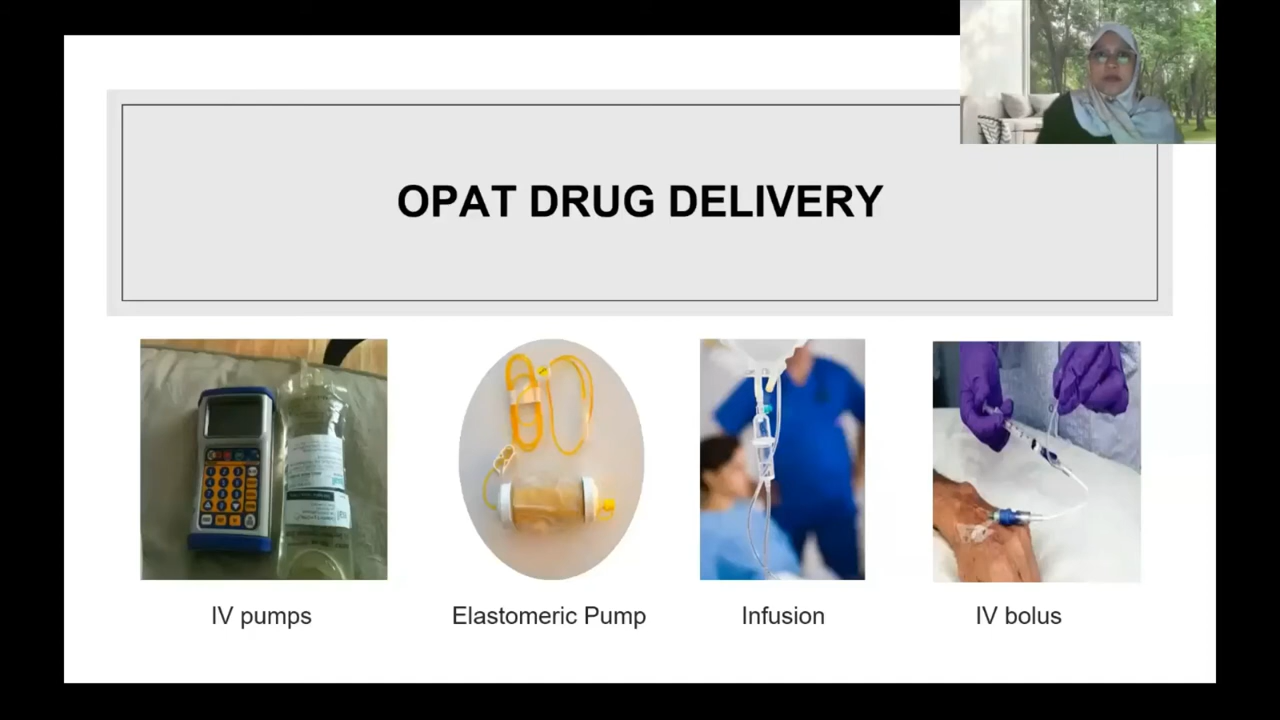 OPAT DRUG DELIVERY
IV pumps
Elastomeric Pump
Infusion
IV bolus